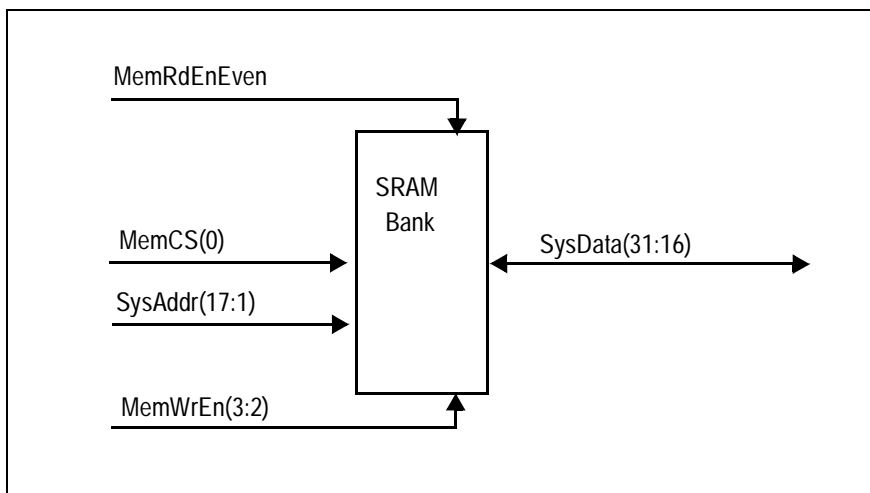 MemRdEnEven
SRAM
Bank
MemCS(0)
SysData(31:16)
SysAddr(17:1)
MemWrEn(3:2)